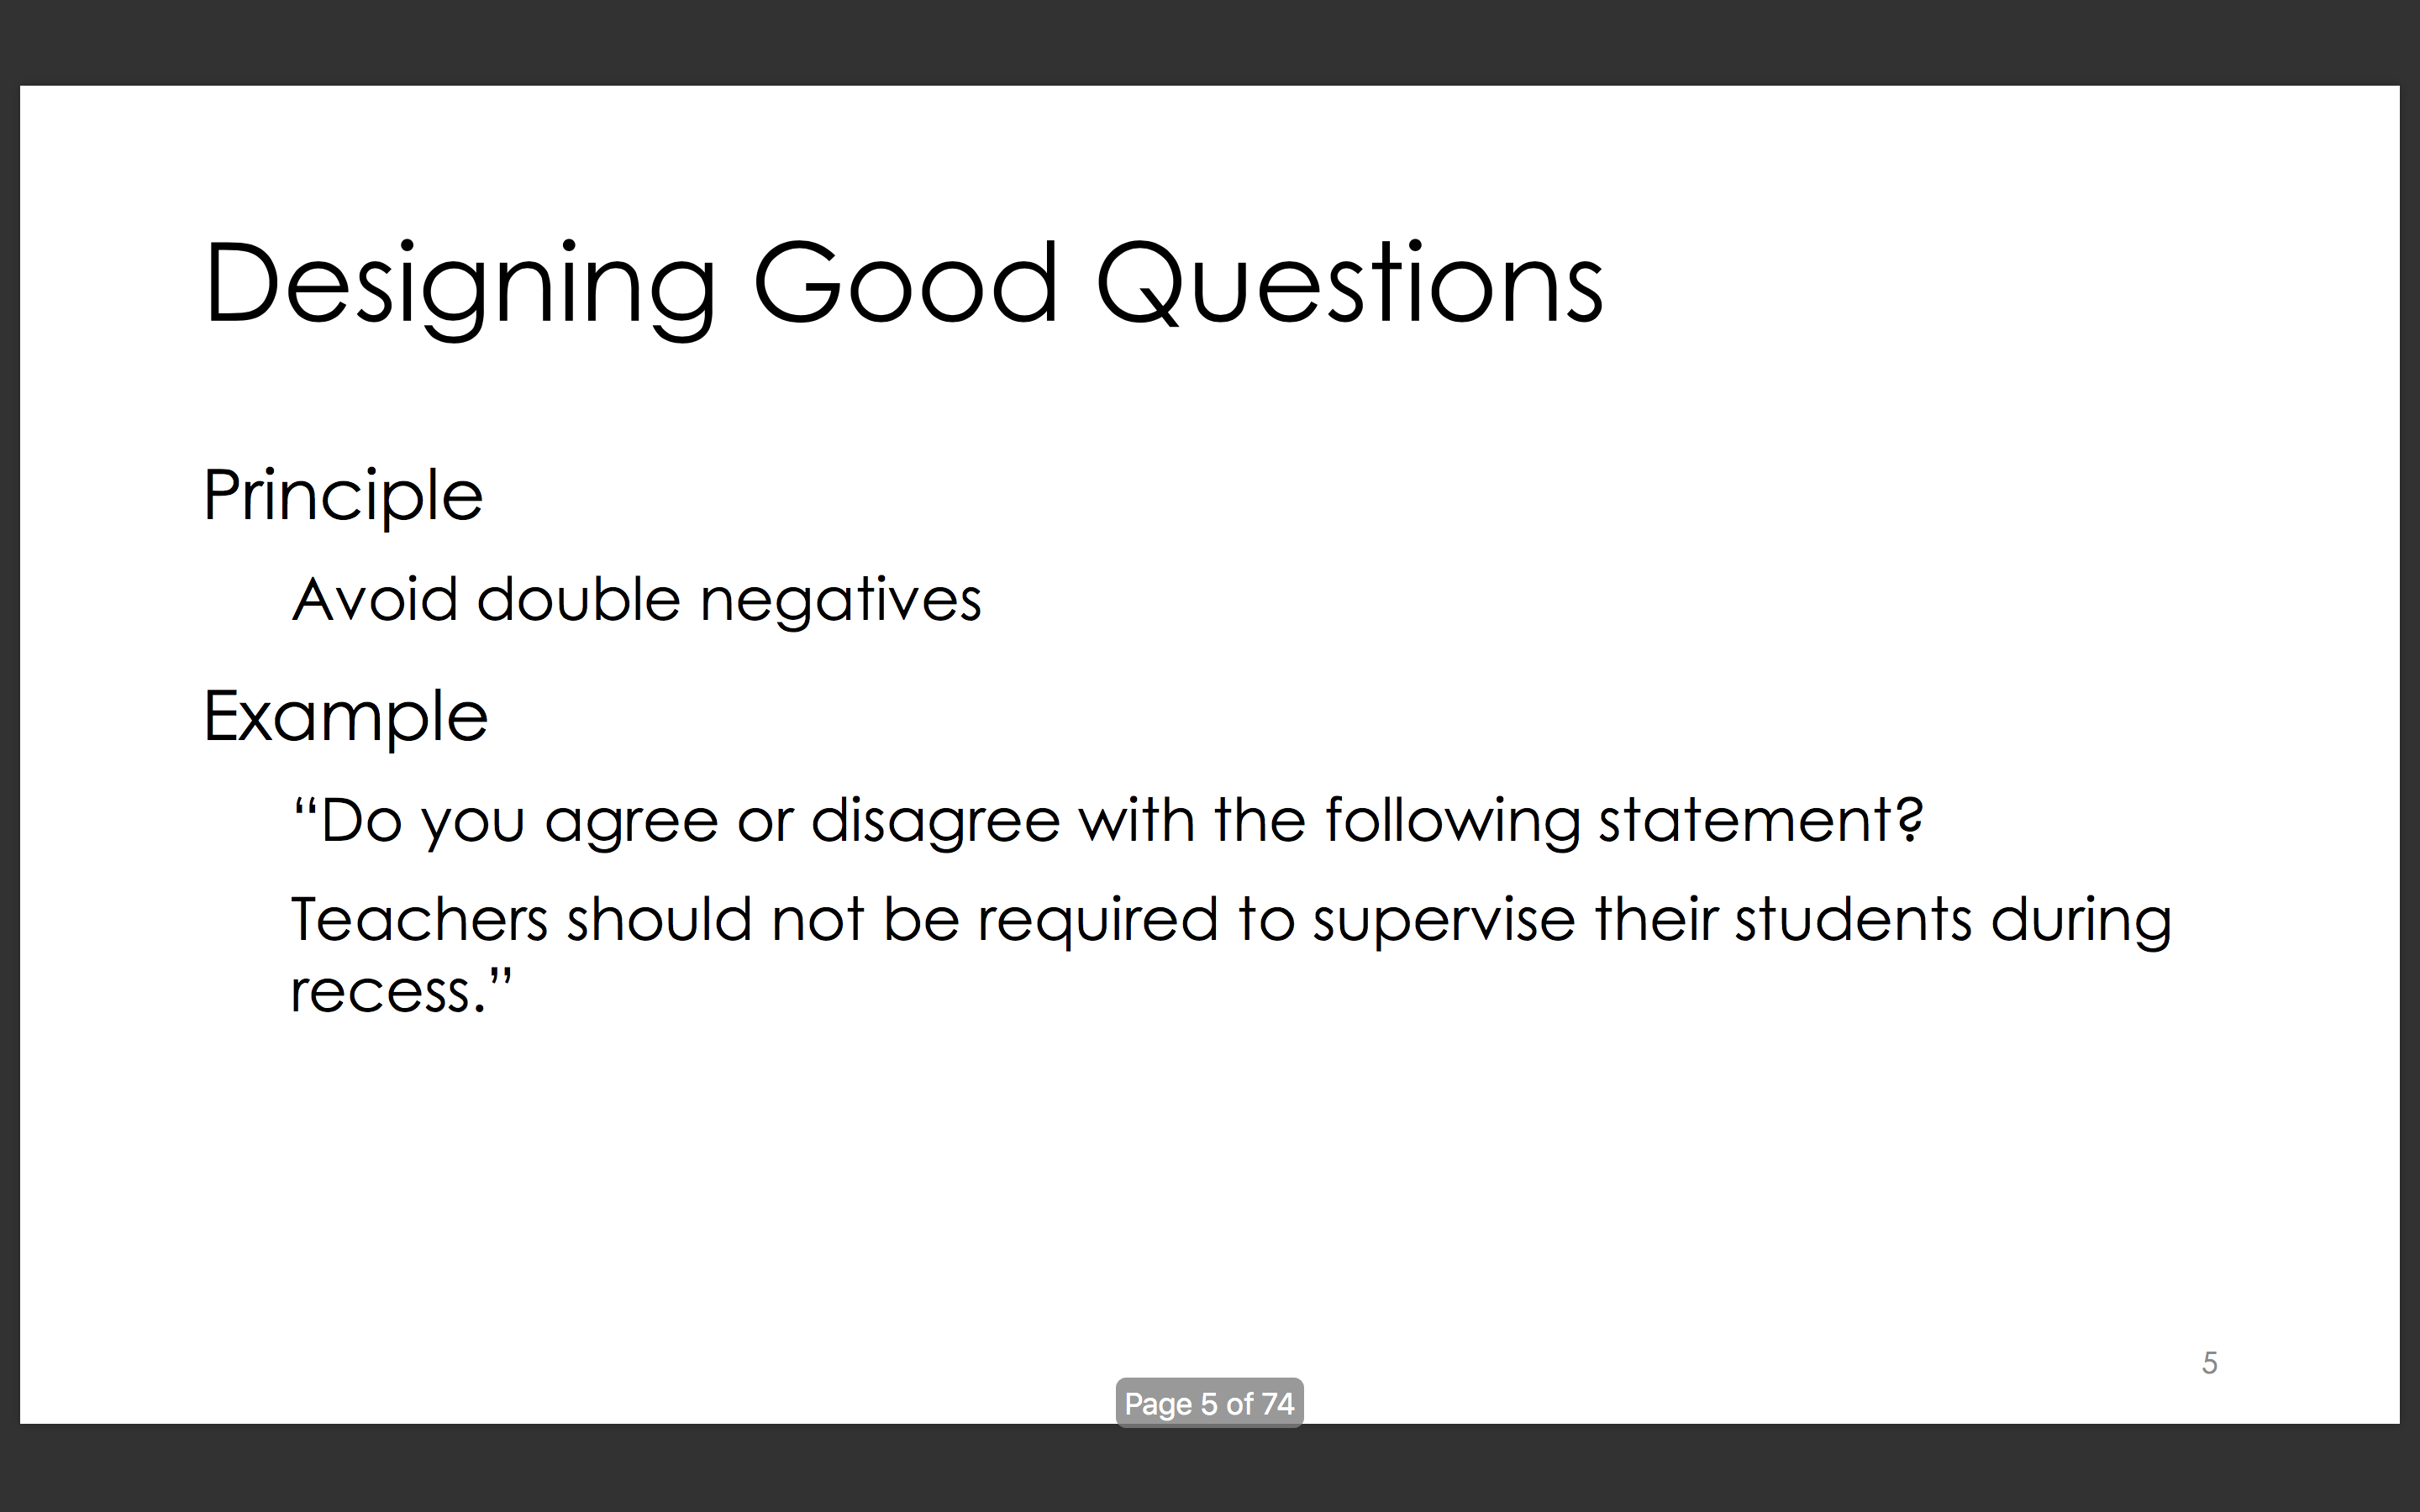 Designing Good Questions
Principle
Avoid double negatives
Example
“Do you agree or disagree with the following statement?
Teachers should not be required to supervise their students during
recess.”
5
Page 5 of 74